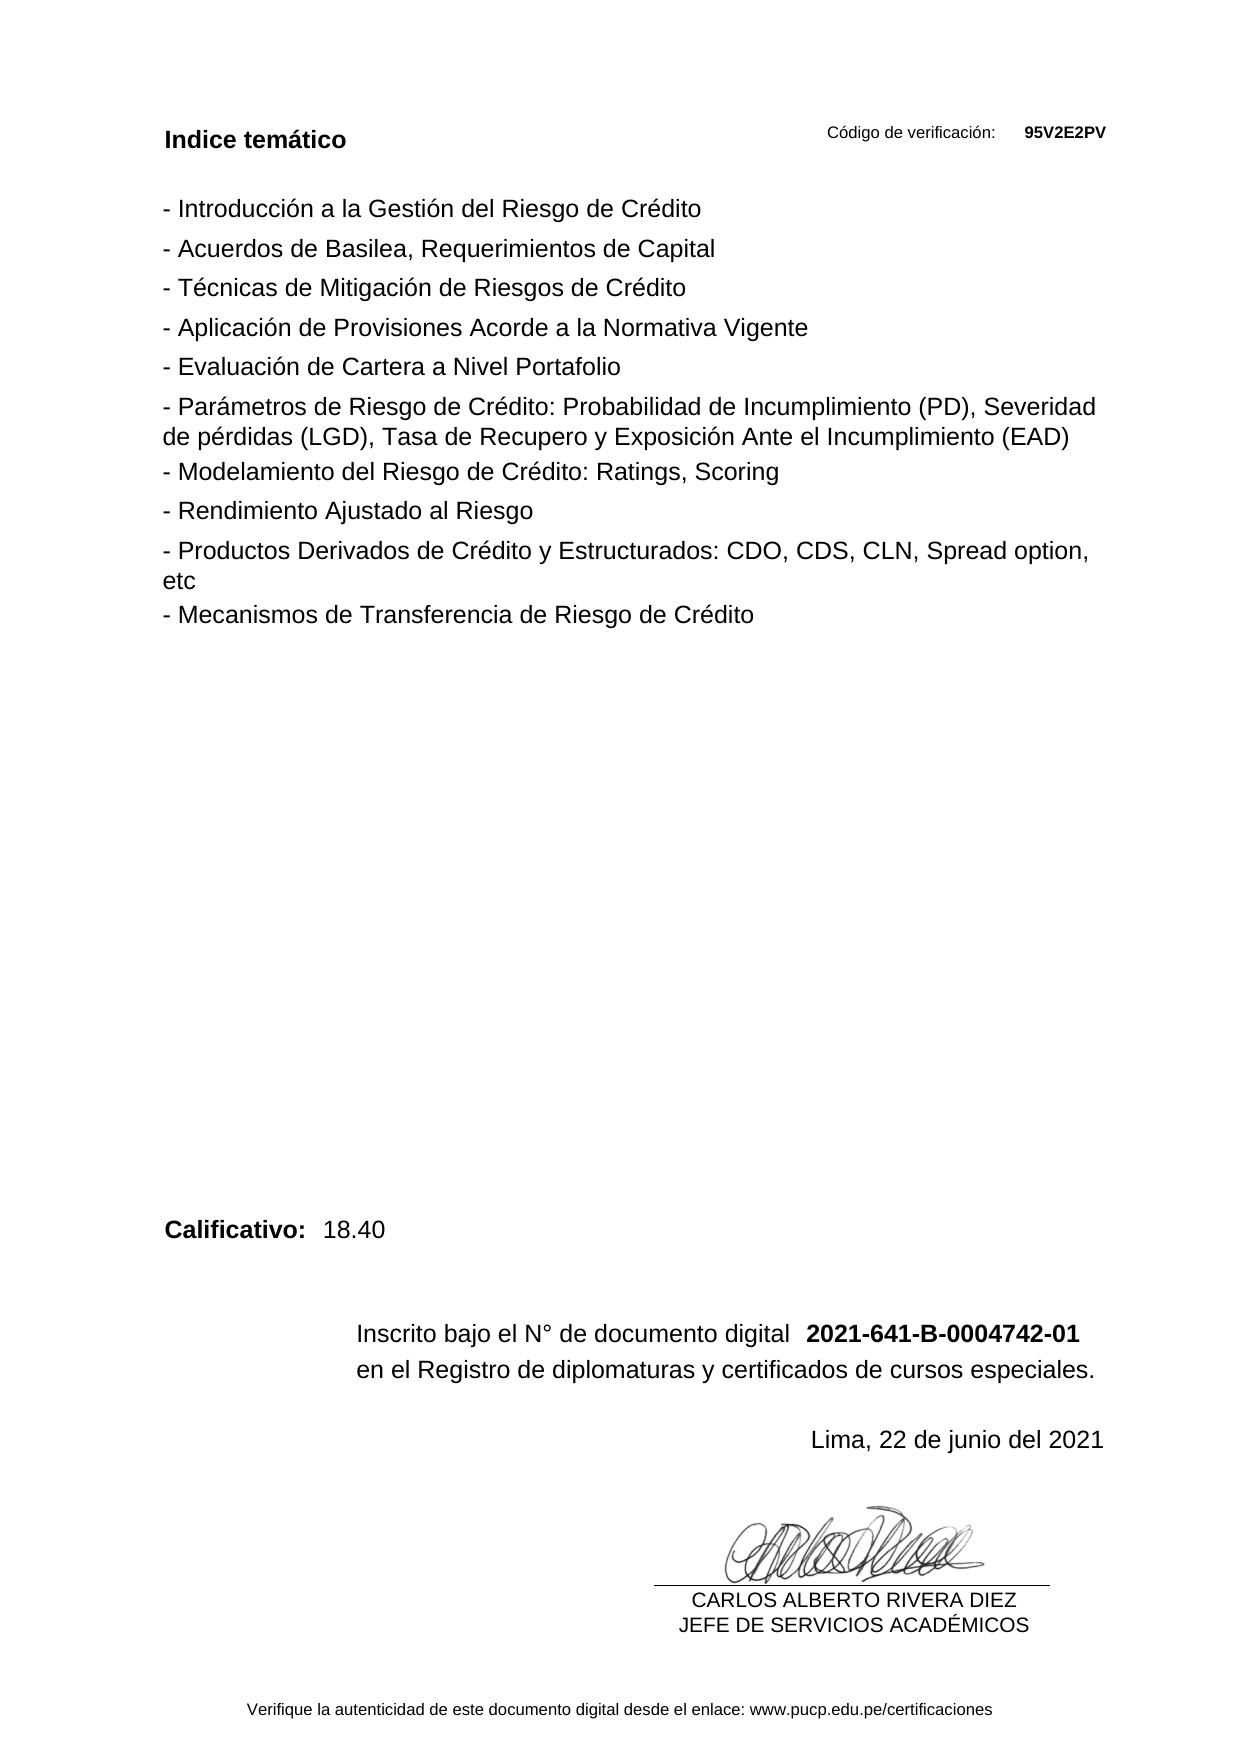 Indice temático
Código de verificación: 95V2E2PV
- Introducción a la Gestión del Riesgo de Crédito
- Acuerdos de Basilea, Requerimientos de Capital
- Técnicas de Mitigación de Riesgos de Crédito
- Aplicación de Provisiones Acorde a la Normativa Vigente
- Evaluación de Cartera a Nivel Portafolio
- Parámetros de Riesgo de Crédito: Probabilidad de Incumplimiento (PD), Severidad
de pérdidas (LGD), Tasa de Recupero y Exposición Ante el Incumplimiento (EAD)
- Modelamiento del Riesgo de Crédito: Ratings, Scoring
- Rendimiento Ajustado al Riesgo
- Productos Derivados de Crédito y Estructurados: CDO, CDS, CLN, Spread option,
etc
- Mecanismos de Transferencia de Riesgo de Crédito
Calificativo: 18.40
Inscrito bajo el N° de documento digital 2021-641-B-0004742-01
en el Registro de diplomaturas y certificados de cursos especiales.
Lima, 22 de junio del 2021
CARLOS ALBERTO RIVERA DIEZ
JEFE DE SERVICIOS ACADÉMICOS
Verifique la autenticidad de este documento digital desde el enlace: www.pucp.edu.pe/certificaciones